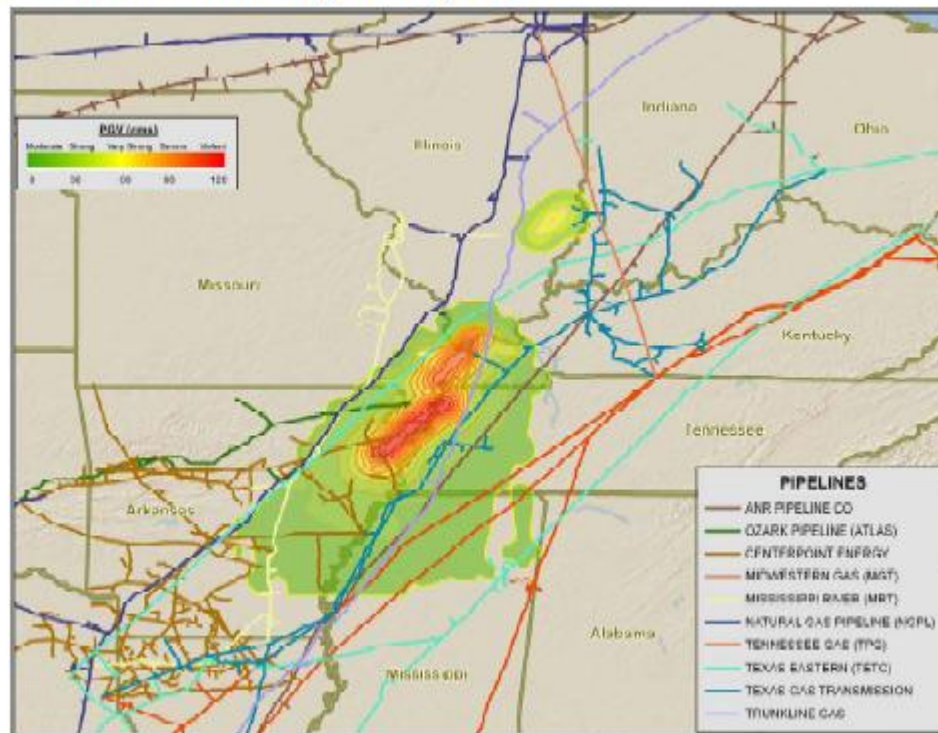 Indiana
Ohio
PGV (cms)
Moderate Strong Very Strong Severe Violent
Illinois
0
120
Missouri
Kentucky
Tennessee
PIPELINES
ANR PIPELINE CO
Arkansas
OZARK PIPELINE (ATLAS)
CENTERPOINT ENERGY
MIDWESTERN GAS (MGT)
MISSISSIPPI RIVER (MRT)
Alabama
NATURAL GAS PIPELINE (NGPL)
TENNESSEE GAS (TPG)
Mississippi
TEXAS EASTERN (TETC)
TEXAS GAS TRANSMISSION
TRUNKLINE GAS